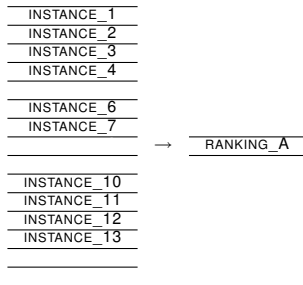 INSTANCE_1
INSTANCE_2
INSTANCE_3
INSTANCE_4
INSTANCE_6
INSTANCE_7
→ RANKING_A
INSTANCE_10
INSTANCE_11
INSTANCE_12
INSTANCE_13